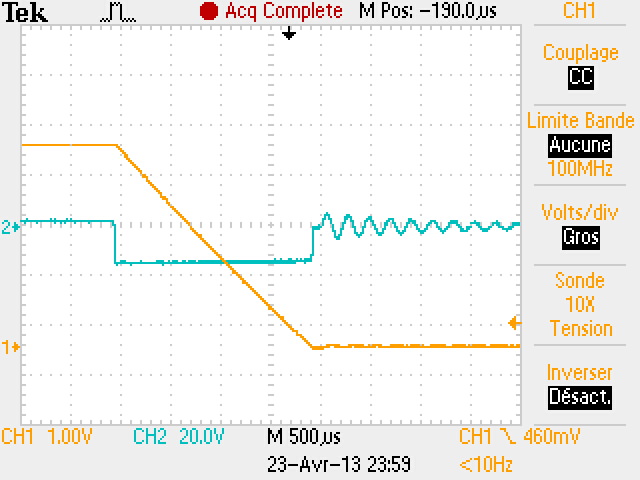 Tek Acq Complete M Pos: -190.0µs CH1
Couplage
CC
Limite Bande
Aucune
100MHz
2
Volts/div
Gros
Sonde
10X
Tension
1
Inverser
Désact.
CH1 1.00V CH2 20.0V M 500µs CH1 460mV
23-Avr-13 23:59 <10Hz